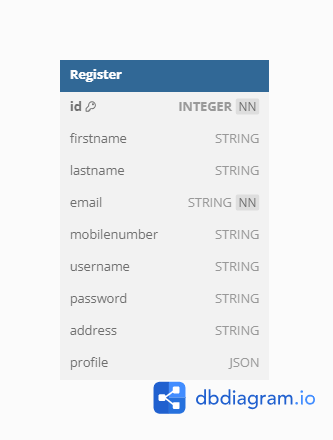 Register
id INTEGER NN
firstname STRING
lastname STRING
email STRING NN
mobilenumber STRING
username STRING
password STRING
address STRING
profile JSON
dbdiagram.io